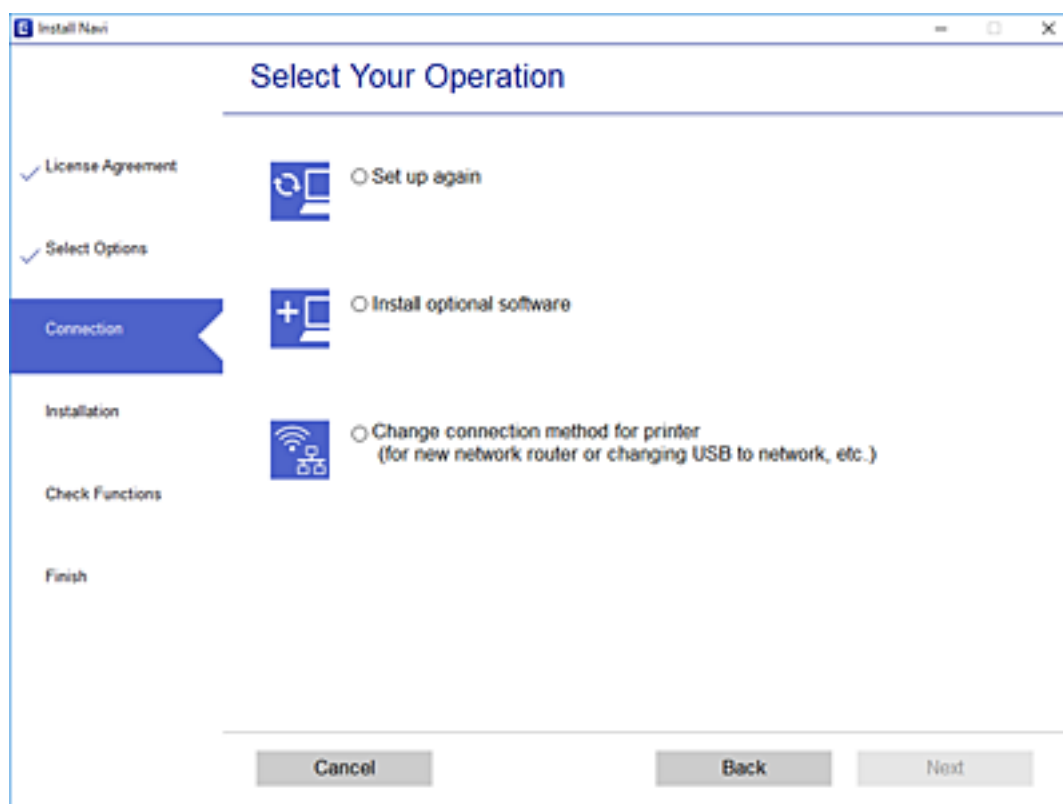 Install Navi
Select Your Operation
License Agreement
Select Options
Connection
Installation
Check Functions
Finish
Set up again
Install optional software
Change connection method for printer
(for new network router or changing USB to network, etc.)
Cancel
Back
Next